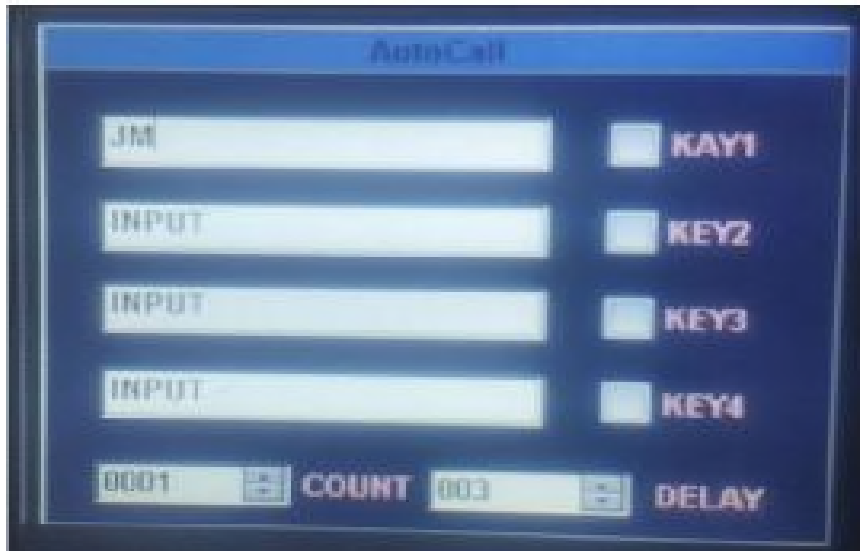 AutoCall
JM KAY1
INPUT KEY2
INPUT KEY3
INPUT KEY4
0001 COUNT 003 DELAY